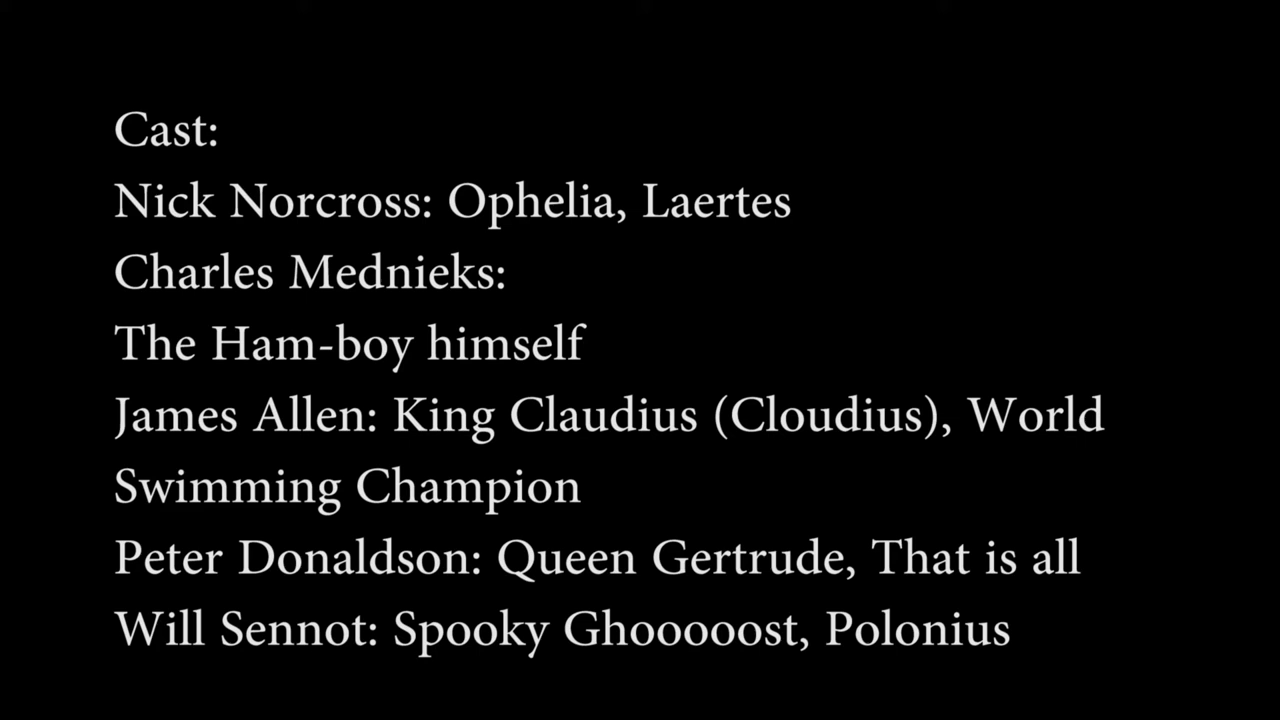 Cast:
Nick Norcross: Ophelia, Laertes
Charles Mednieks:
The Ham-boy himself
James Allen: King Claudius (Cloudius), World
Swimming Champion
Peter Donaldson: Queen Gertrude, That is all
Will Sennot: Spooky Ghooooost, Polonius